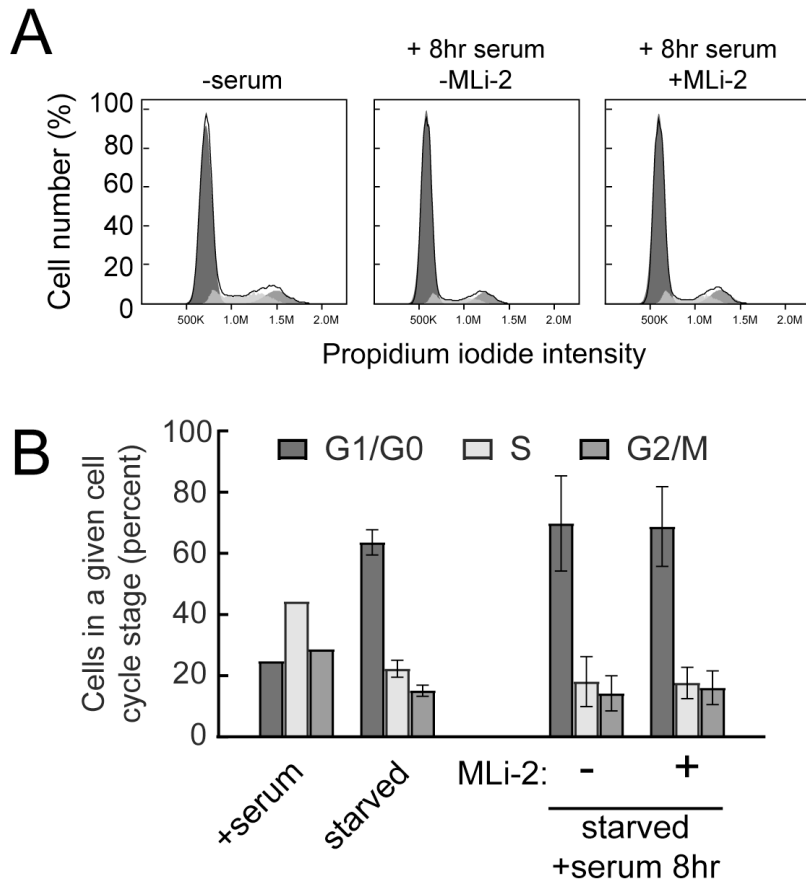 A
-serum
+ 8hr serum
-MLi-2
+ 8hr serum
+MLi-2
Cell number (%)
100
80
60
40
20
0
500K 1.0M 1.5M 2.0M
500K 1.0M 1.5M 2.0M
500K 1.0M 1.5M 2.0M
Propidium iodide intensity
B
Cells in a given cell
cycle stage (percent)
100
80
60
40
20
0
G1/G0 S G2/M
+serum
starved
MLi-2: - +
starved
+serum 8hr